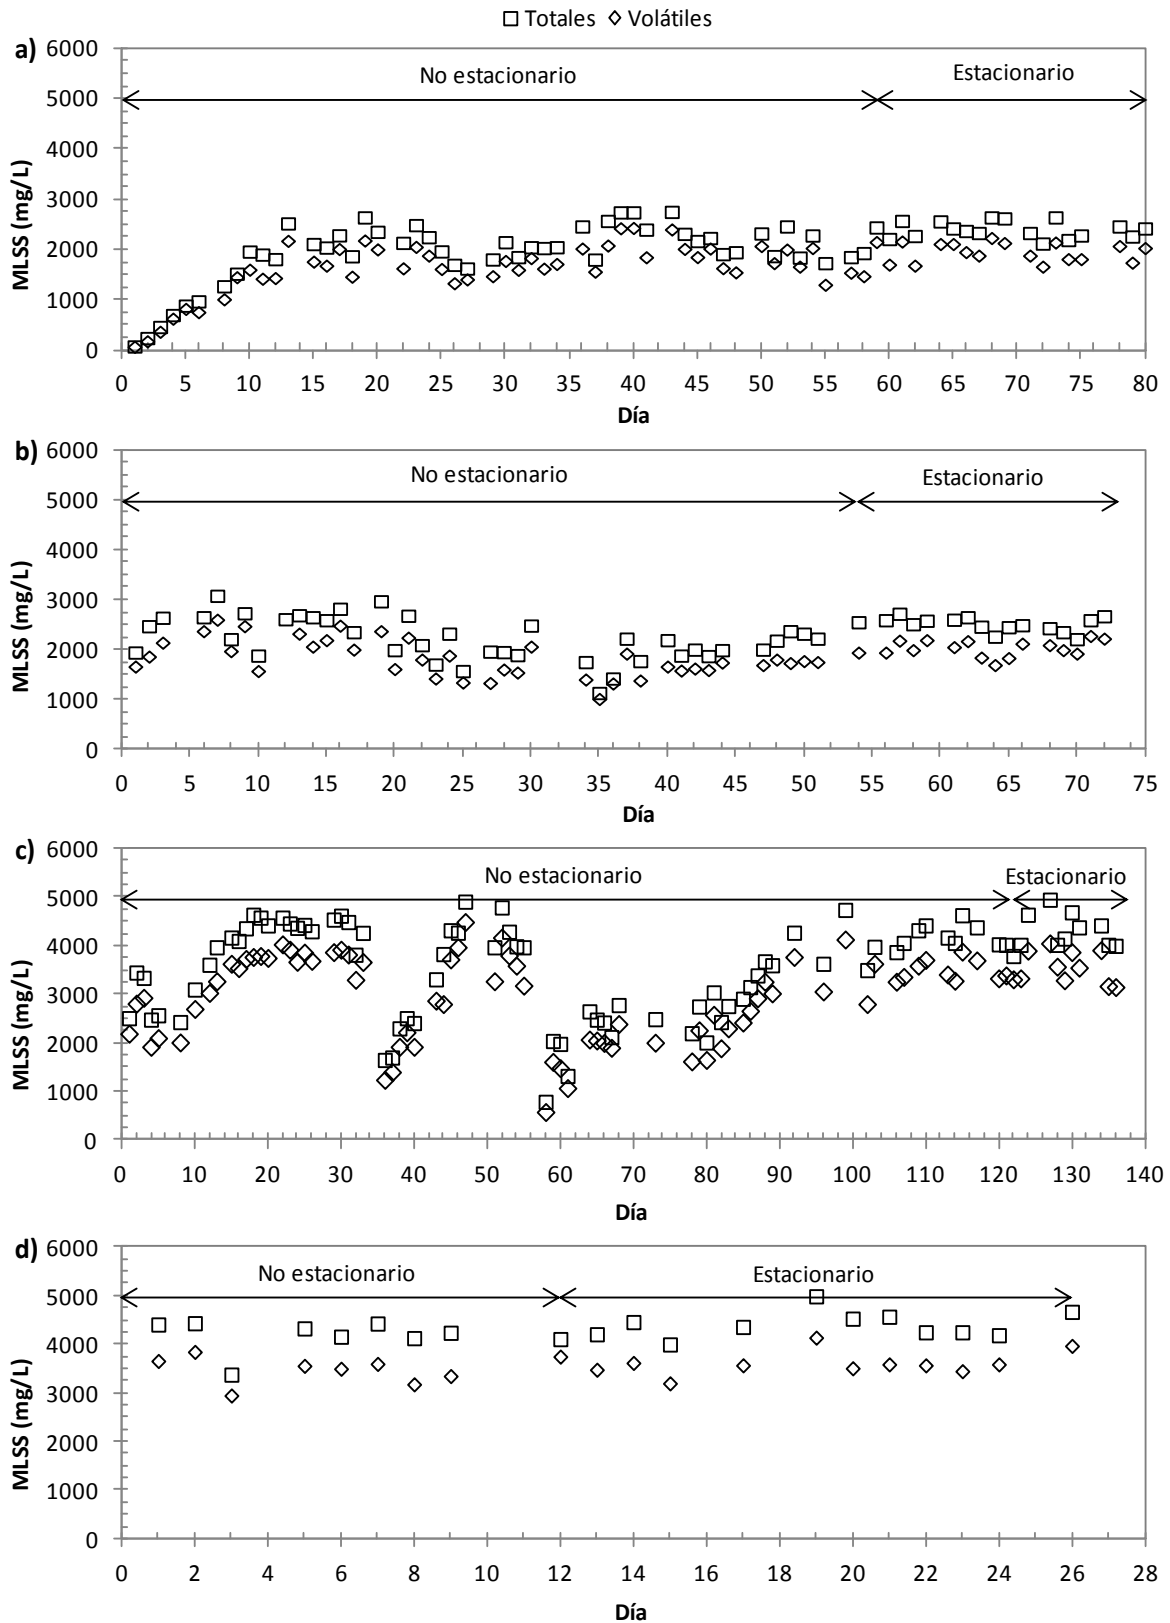 Totales Volátiles
a)
No estacionario Estacionario
6000
5000
4000
3000
2000
1000
0
MLSS (mg/L)
0 5 10 15 20 25 30 35 40 45 50 55 60 65 70 75 80
Día
b)
No estacionario Estacionario
6000
5000
4000
3000
2000
1000
0
MLSS (mg/L)
0 5 10 15 20 25 30 35 40 45 50 55 60 65 70 75
Día
c)
No estacionario Estacionario
6000
5000
4000
3000
2000
1000
0
MLSS (mg/L)
0 10 20 30 40 50 60 70 80 90 100 110 120 130 140
Día
d)
No estacionario Estacionario
6000
5000
4000
3000
2000
1000
0
MLSS (mg/L)
0 2 4 6 8 10 12 14 16 18 20 22 24 26 28
Día